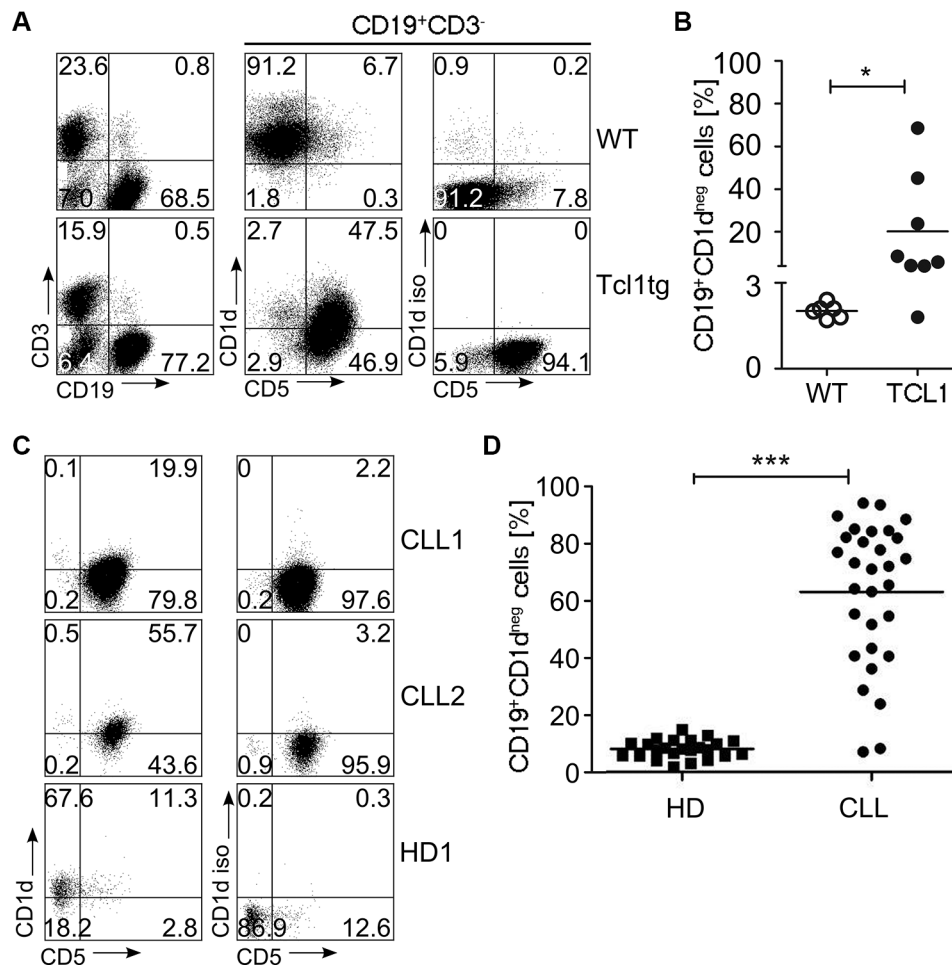 A
CD19+CD3-
B
23.6 0.8
91.2 6.7
0.9 0.2
7.0 68.5
1.8 0.3
91.2 7.8
WT
15.9 0.5
2.7 47.5
0 0
6.4 77.2
2.9 46.9
5.9 94.1
Tcl1tg
CD3
CD19
CD1d
CD5
CD1d iso
CD5
CD19+ CD1dneg cells [%]
100
80
60
40
20
3
0
*
WT TCL1
C
0.1 19.9
0 2.2
0.2 79.8
0.2 97.6
CLL1
0.5 55.7
0 3.2
0.2 43.6
0.9 95.9
CLL2
67.6 11.3
0.2 0.3
18.2 2.8
86.9 12.6
HD1
CD1d
CD5
CD1d iso
CD5
D
CD19+ CD1dneg cells [%]
100
80
60
40
20
0
***
HD CLL